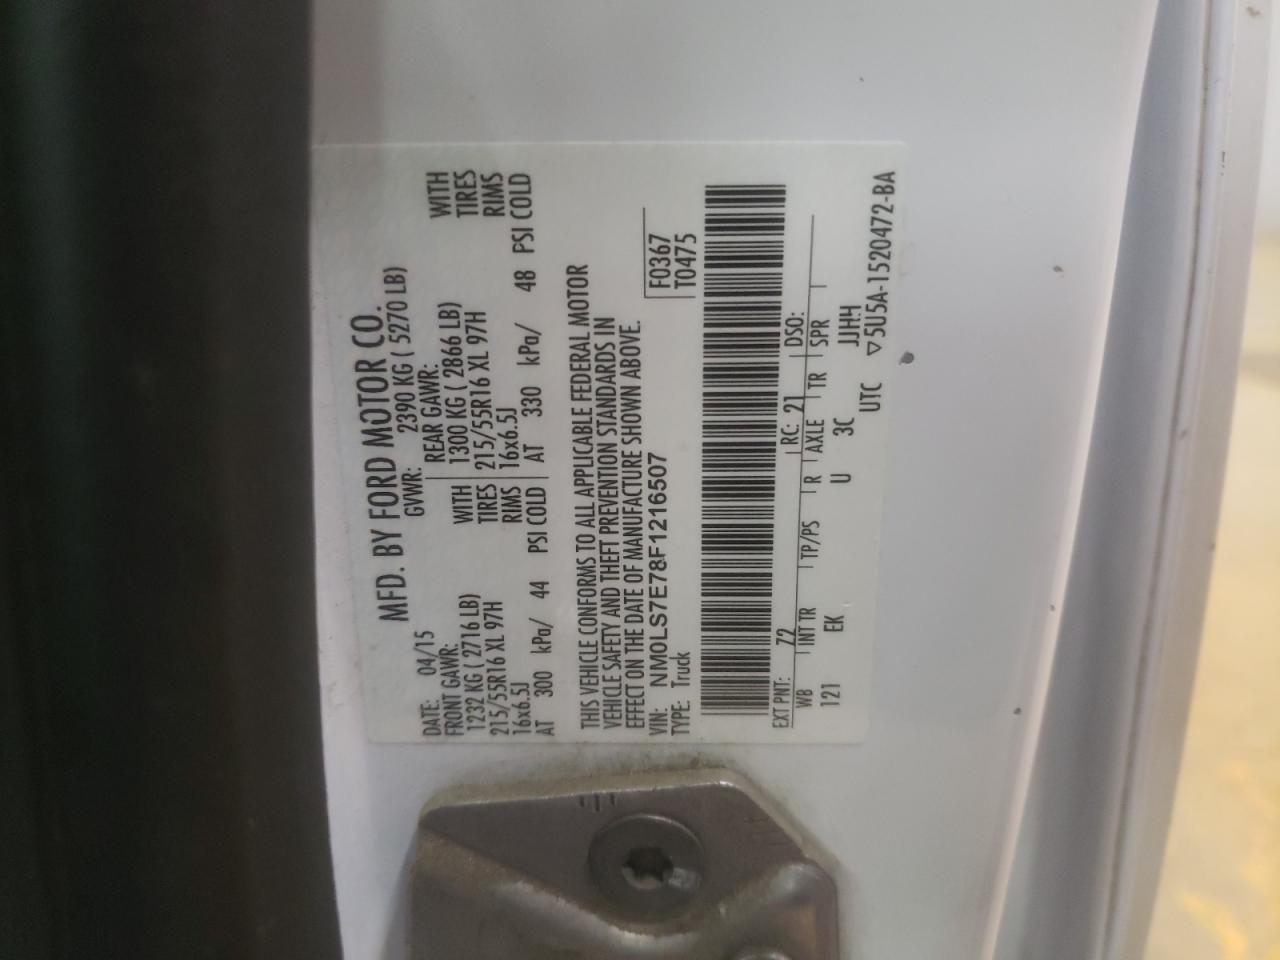 MFD. BY FORD MOTOR CO.
DATE: 04/15 GVWR: 2390 KG ( 5270 LB)
FRONT GAWR: REAR GAWR:
1232 KG ( 2716 LB) WITH 1300 KG ( 2866 LB) WITH
215/55R16 XL 97H TIRES 215/55R16 XL 97H TIRES
16x6.5J RIMS 16x6.5J RIMS
AT 300 kPa/ 44 PSI COLD AT 330 kPa/ 48 PSI COLD
THIS VEHICLE CONFORMS TO ALL APPLICABLE FEDERAL MOTOR
VEHICLE SAFETY AND THEFT PREVENTION STANDARDS IN
EFFECT ON THE DATE OF MANUFACTURE SHOWN ABOVE.
VIN: NM0LS7E78F1216507 F0367
TYPE: Truck T0475
EXT PNT: Z2 RC: 21 DSO:
WB INT TR TP/PS R AXLE TR SPR
121 EK U 3C JJH4
UTC ▽5U5A-1520472-BA